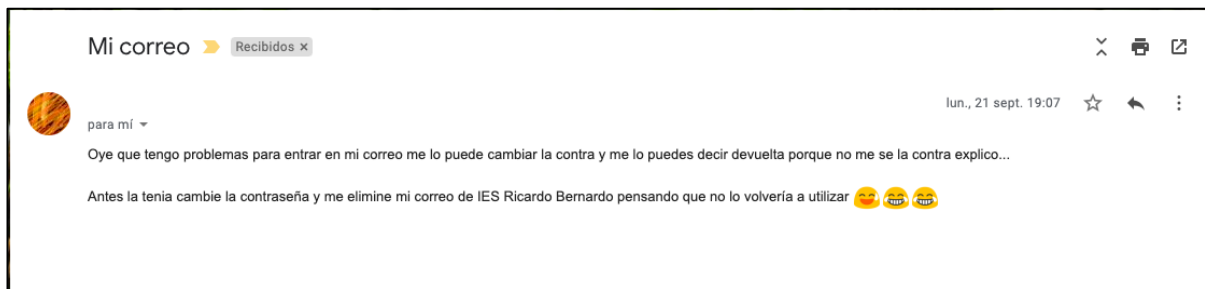 Mi correo Recibidos ×
lun., 21 sept. 19:07
para mí
Oye que tengo problemas para entrar en mi correo me lo puede cambiar la contra y me lo puedes decir devuelta porque no me se la contra explico...
Antes la tenia cambie la contraseña y me elimine mi correo de IES Ricardo Bernardo pensando que no lo volvería a utilizar 😄😂😂